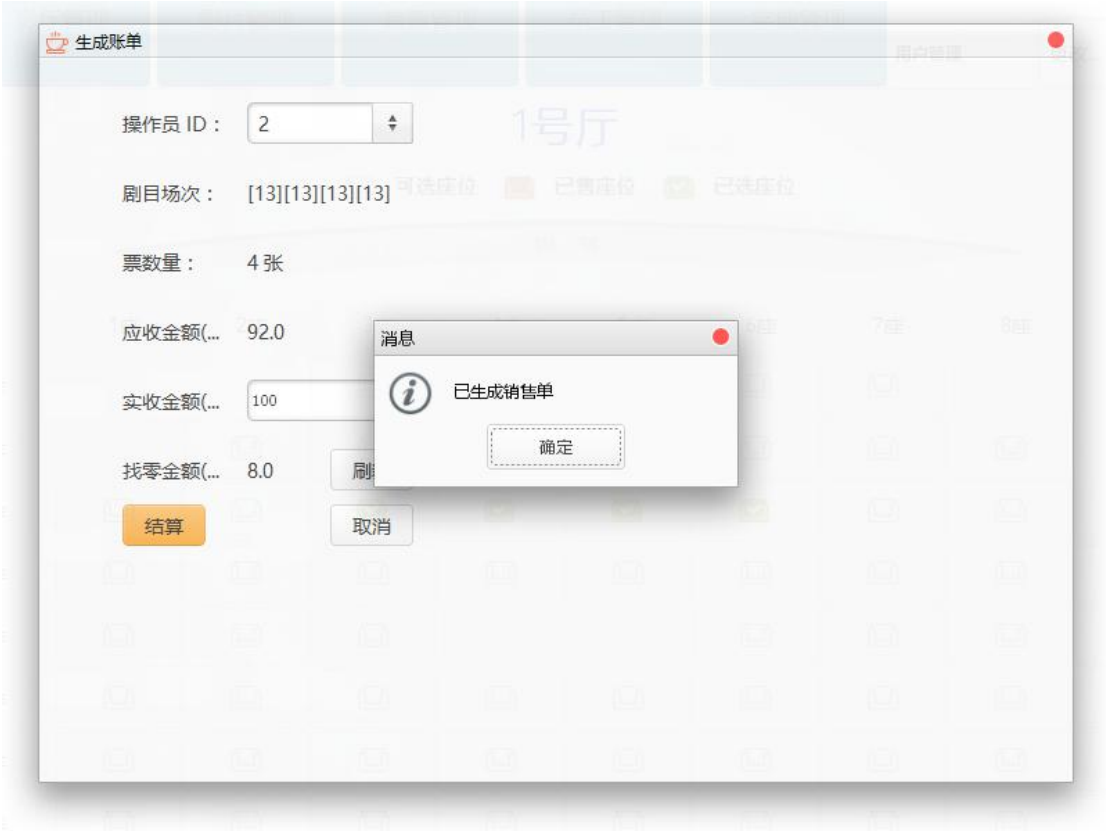 生成账单
用户管理
操作员 ID： 2
1号厅
剧目场次： [13][13][13][13]
可选座位 已售座位 已选座位
票数量： 4 张
应收金额(... 92.0
7座 8座
消息
已生成销售单
确定
实收金额(... 100
找零金额(... 8.0 刷
结算 取消